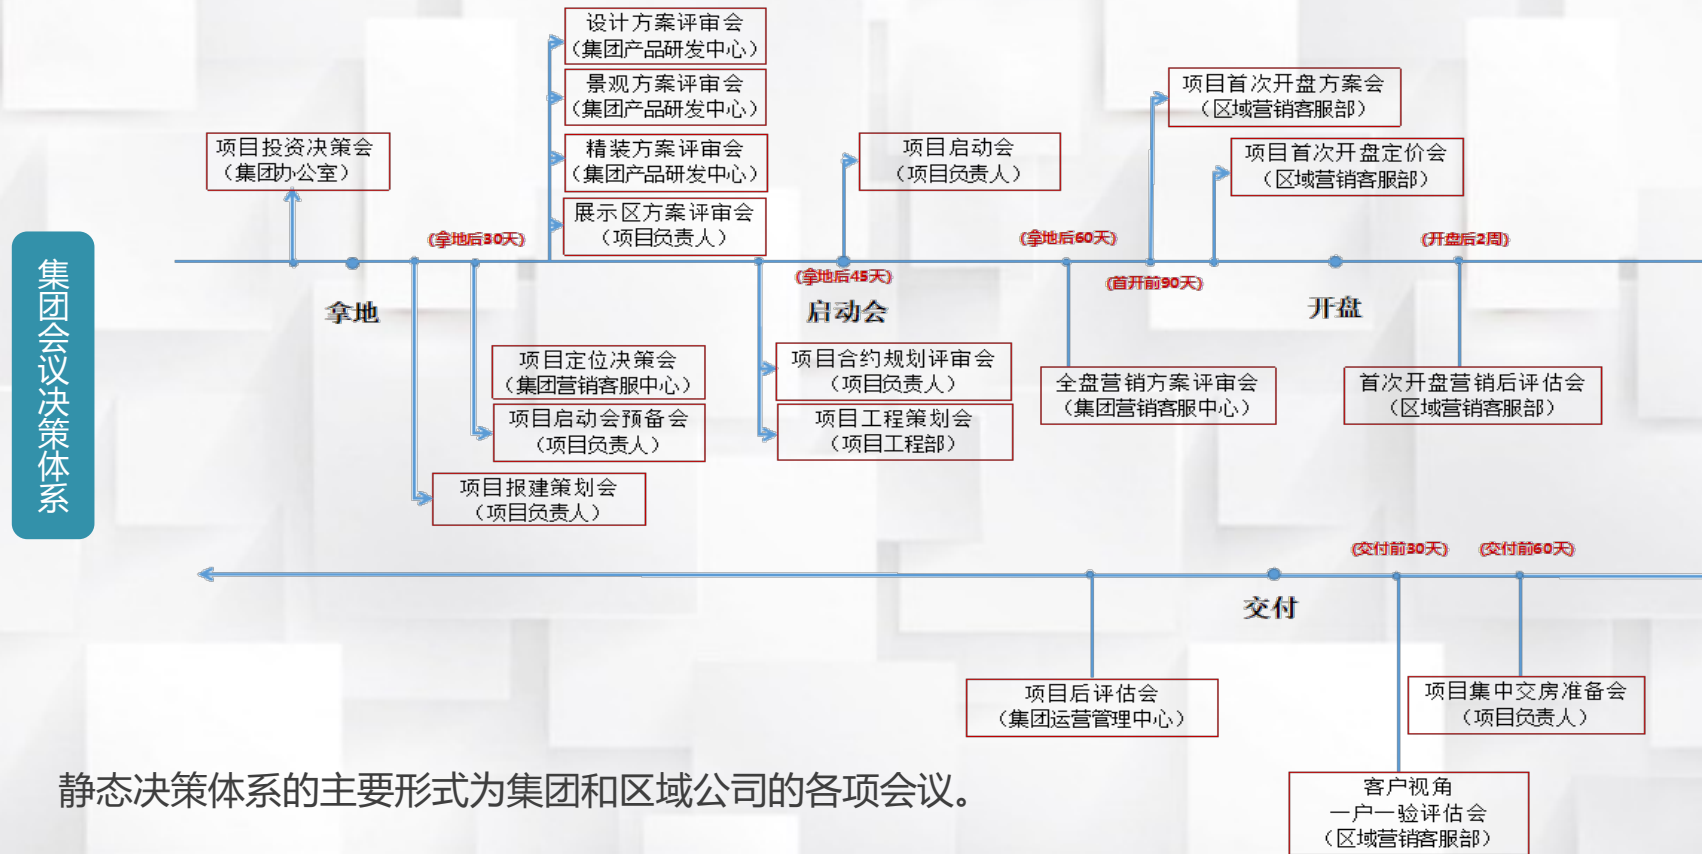 集团会议决策体系
设计方案评审会
（集团产品研发中心）
景观方案评审会
（集团产品研发中心）
精装方案评审会
（集团产品研发中心）
展示区方案评审会
（项目负责人）
项目投资决策会
（集团办公室）
项目启动会
（项目负责人）
项目首次开盘方案会
（区域营销客服部）
项目首次开盘定价会
（区域营销客服部）
(拿地后30天)
(拿地后45天)
(拿地后60天)
(首开前90天)
(开盘后2周)
拿地
启动会
开盘
项目定位决策会
（集团营销客服中心）
项目启动会预备会
（项目负责人）
项目报建策划会
（项目负责人）
项目合约规划评审会
（项目负责人）
项目工程策划会
（项目工程部）
全盘营销方案评审会
（集团营销客服中心）
首次开盘营销后评估会
（区域营销客服部）
(交付前30天)
(交付前60天)
交付
项目后评估会
（集团运营管理中心）
项目集中交房准备会
（项目负责人）
客户视角
一户一验评估会
（区域营销客服部）
静态决策体系的主要形式为集团和区域公司的各项会议。